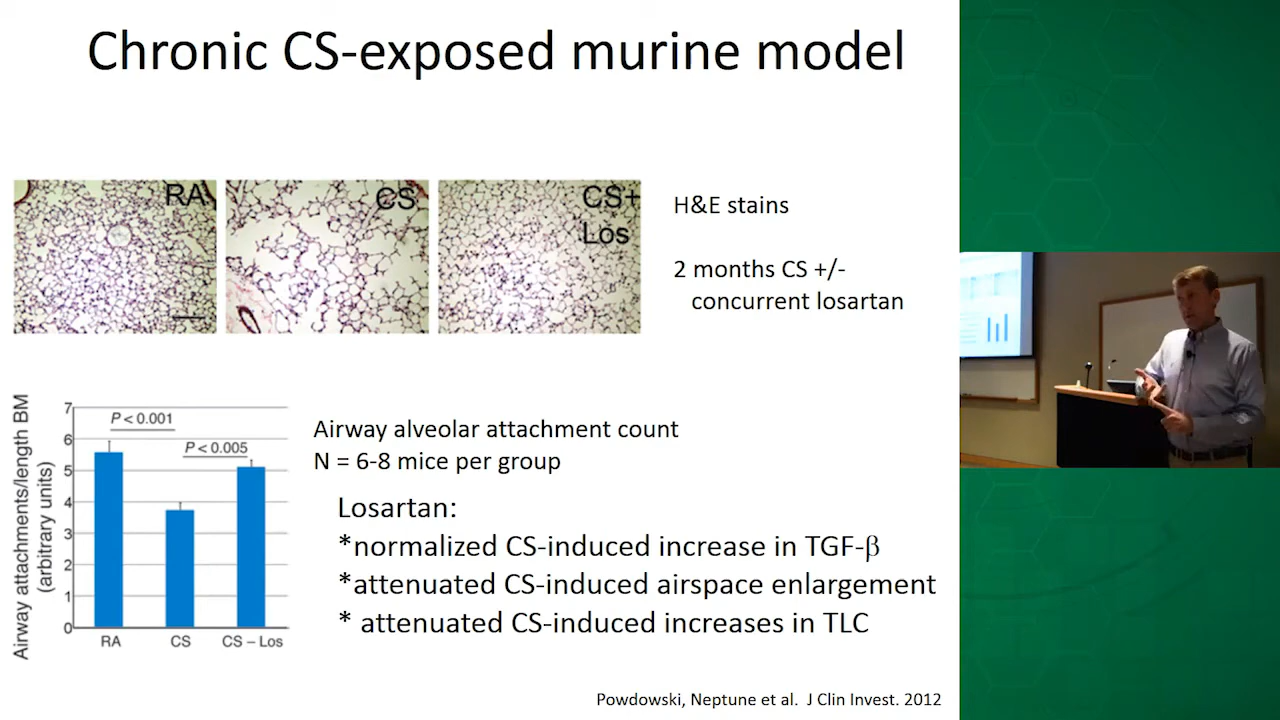 Chronic CS-exposed murine model
RA
CS
CS+
Los
H&E stains
2 months CS +/-
concurrent losartan
Airway attachments/length BM
(arbitrary units)
7
6
5
4
3
2
1
0
P < 0.001
P < 0.005
RA
CS
CS – Los
Airway alveolar attachment count
N = 6-8 mice per group
Losartan:
*normalized CS-induced increase in TGF-β
*attenuated CS-induced airspace enlargement
* attenuated CS-induced increases in TLC
Powdowski, Neptune et al. J Clin Invest. 2012